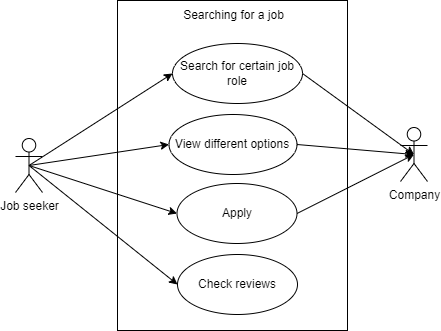 Searching for a job
Search for certain job
role
View different options
Job seeker
Company
Apply
Check reviews